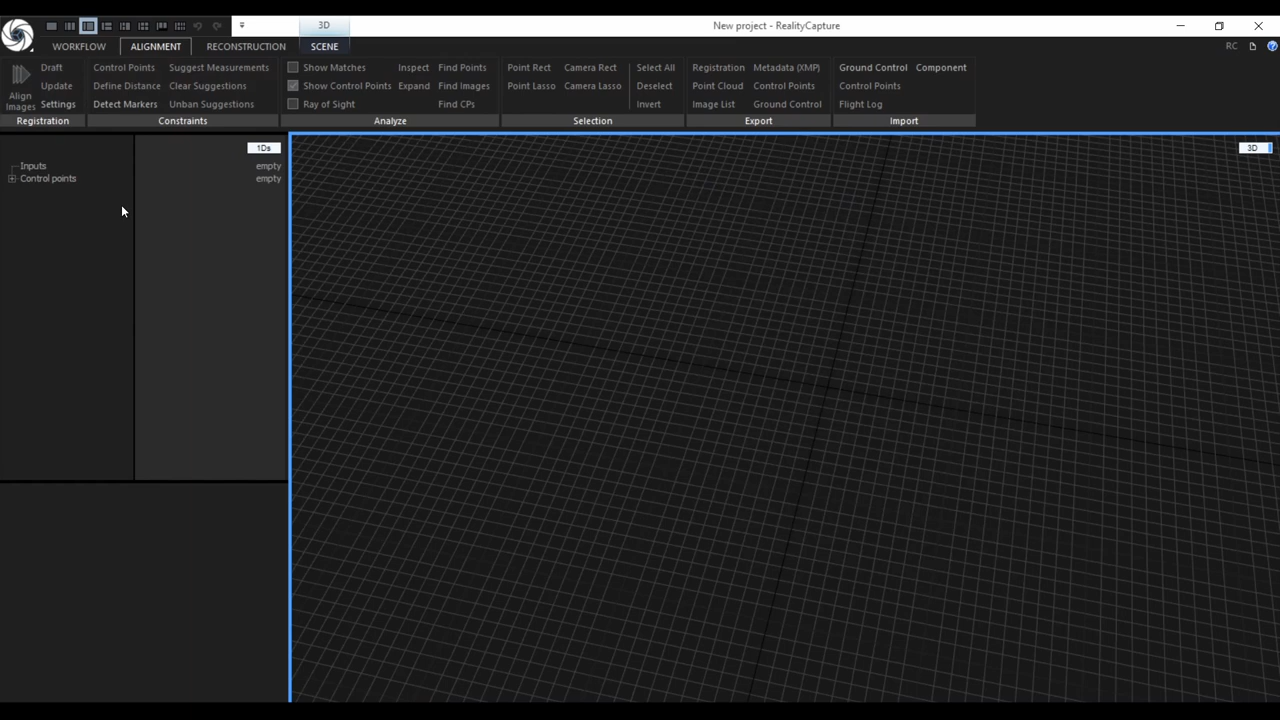 3D
New project - RealityCapture
WORKFLOW ALIGNMENT RECONSTRUCTION SCENE
RC
Align Images
Draft
Update
Settings
Registration
Control Points Suggest Measurements
Define Distance Clear Suggestions
Detect Markers Unban Suggestions
Constraints
Show Matches Inspect Find Points
Show Control Points Expand Find Images
Ray of Sight Find CPs
Analyze
Point Rect Camera Rect Select All
Point Lasso Camera Lasso Deselect
Invert
Selection
Registration Metadata (XMP)
Point Cloud Control Points
Image List Ground Control
Export
Ground Control Component
Control Points
Flight Log
Import
1Ds
Inputs empty
Control points empty
3D